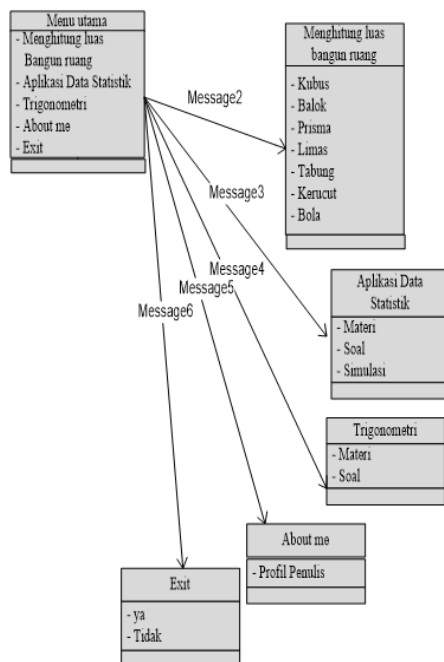 Menu utama
- Menghitung luas
Bangun ruang
- Aplikasi Data Statistik
- Trigonometri
- About me
- Exit
Message2
Menghitung luas
bangun ruang
- Kubus
- Balok
- Prisma
- Limas
- Tabung
- Kerucut
- Bola
Message3
Message4
Message5
Message6
Aplikasi Data
Statistik
- Materi
- Soal
- Simulasi
Trigonometri
- Materi
- Soal
About me
- Profil Penulis
Exit
- ya
- Tidak